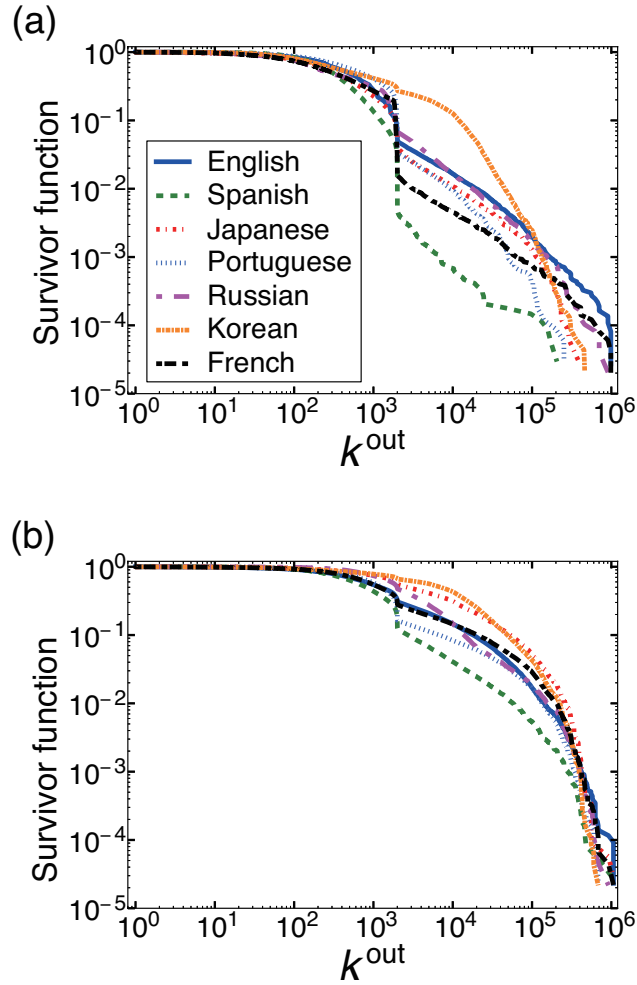 (a)
Survivor function
10^0
10^-1
10^-2
10^-3
10^-4
10^-5
English
Spanish
Japanese
Portuguese
Russian
Korean
French
10^0 10^1 10^2 10^3 10^4 10^5 10^6
k^out
(b)
Survivor function
10^0
10^-1
10^-2
10^-3
10^-4
10^-5
10^0 10^1 10^2 10^3 10^4 10^5 10^6
k^out